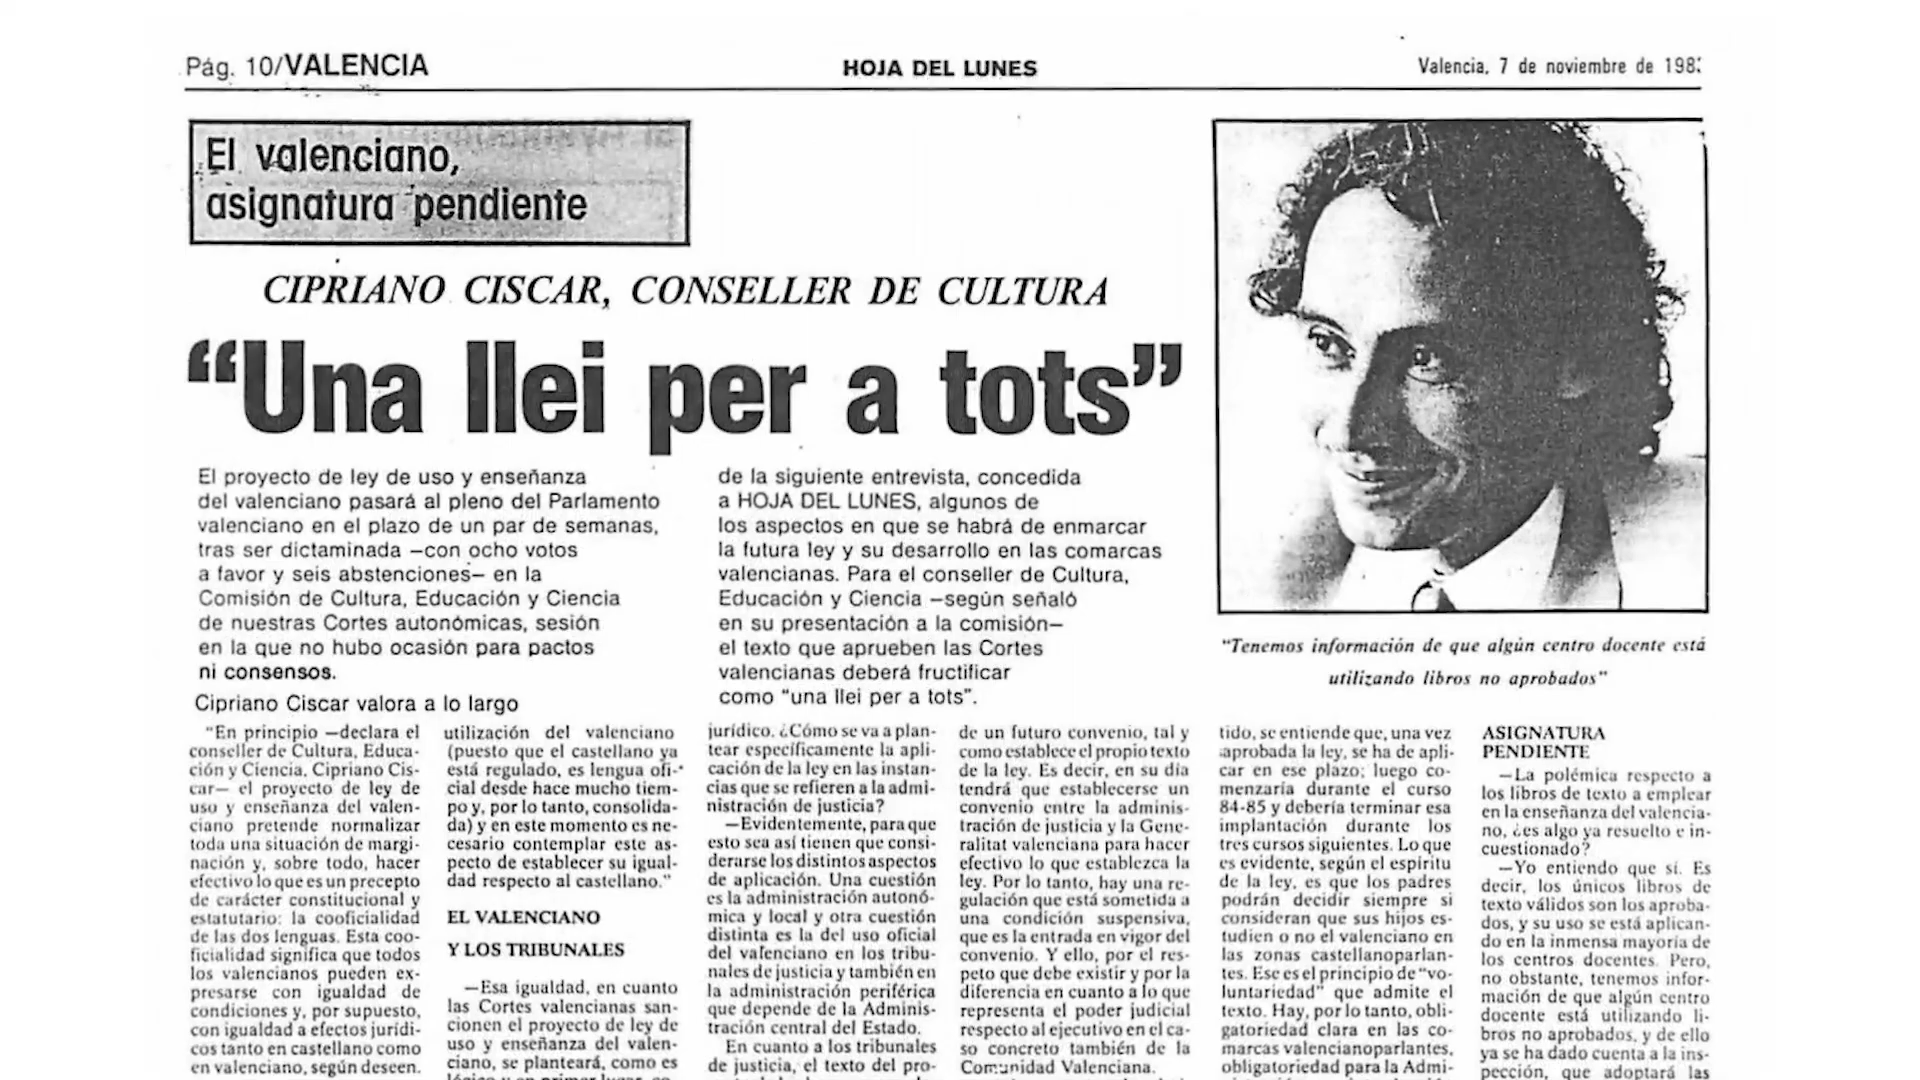 Pág. 10/VALENCIA
HOJA DEL LUNES
Valencia, 7 de noviembre de 198
El valenciano,
asignatura pendiente
CIPRIANO CISCAR, CONSELLER DE CULTURA
“Una llei per a tots”
El proyecto de ley de uso y enseñanza
del valenciano pasará al pleno del Parlamento
valenciano en el plazo de un par de semanas,
tras ser dictaminada —con ocho votos
a favor y seis abstenciones— en la
Comisión de Cultura, Educación y Ciencia
de nuestras Cortes autonómicas, sesión
en la que no hubo ocasión para pactos
ni consensos.
Cipriano Ciscar valora a lo largo
de la siguiente entrevista, concedida
a HOJA DEL LUNES, algunos de
los aspectos en que se habrá de enmarcar
la futura ley y su desarrollo en las comarcas
valencianas. Para el conseller de Cultura,
Educación y Ciencia —según señaló
en su presentación a la comisión—
el texto que aprueben las Cortes
valencianas deberá fructificar
como “una llei per a tots”.
“Tenemos información de que algún centro docente está
utilizando libros no aprobados”
“En principio —declara el
conseller de Cultura, Educa-
ción y Ciencia, Cipriano Cis-
car— el proyecto de ley de
uso y enseñanza del valen-
ciano pretende normalizar
toda una situación de margi-
nación y, sobre todo, hacer
efectivo lo que es un precepto
de carácter constitucional y
estatutario: la cooficialidad
de las dos lenguas. Esta coo-
ficialidad significa que todos
los valencianos pueden ex-
presarse con igualdad de
condiciones y, por supuesto,
con igualdad a efectos jurídi-
cos tanto en castellano como
en valenciano, según deseen.
utilización del valenciano
(puesto que el castellano ya
está regulado, es lengua ofi-
cial desde hace mucho tiem-
po y, por lo tanto, consolida-
da) y en este momento es ne-
cesario contemplar este as-
pecto de establecer su igual-
dad respecto al castellano.”
EL VALENCIANO
Y LOS TRIBUNALES
—Esa igualdad, en cuanto
las Cortes valencianas san-
cionen el proyecto de ley de
uso y enseñanza del valen-
ciano, se planteará, como es
lógico y en primer lugar, co-
jurídico. ¿Cómo se va a plan-
tear específicamente la apli-
cación de la ley en las instan-
cias que se refieren a la admi-
nistración de justicia?
—Evidentemente, para que
esto sea así tienen que consi-
derarse los distintos aspectos
de aplicación. Una cuestión
es la administración autonó-
mica y local y otra cuestión
distinta es la del uso oficial
del valenciano en los tribu-
nales de justicia y también en
la administración periférica
que depende de la Adminis-
tración central del Estado.
En cuanto a los tribunales
de justicia, el texto del pro-
de un futuro convenio, tal y
como establece el propio texto
de la ley. Es decir, en su día
tendrá que establecerse un
convenio entre la adminis-
tración de justicia y la Gene-
ralitat valenciana para hacer
efectivo lo que establezca la
ley. Por lo tanto, hay una re-
gulación que está sometida a
una condición suspensiva,
que es la entrada en vigor del
convenio. Y ello, por el res-
peto que debe existir y por la
diferencia en cuanto a lo que
representa el poder judicial
respecto al ejecutivo en el ca-
so concreto también de la
Comunidad Valenciana.
tido, se entiende que, una vez
aprobada la ley, se ha de apli-
car en ese plazo; luego co-
menzaría durante el curso
84-85 y debería terminar esa
implantación durante los
tres cursos siguientes. Lo que
es evidente, según el espíritu
de la ley, es que los padres
podrán decidir siempre si
consideran que sus hijos es-
tudien o no el valenciano en
las zonas castellanoparlan-
tes. Ese es el principio de “vo-
luntariedad” que admite el
texto. Hay, por lo tanto, obli-
gatoriedad clara en las co-
marcas valencianoparlantes,
obligatoriedad para la Admi-
ASIGNATURA
PENDIENTE
—La polémica respecto a
los libros de texto a emplear
en la enseñanza del valencia-
no, ¿es algo ya resuelto e in-
cuestionado?
—Yo entiendo que sí. Es
decir, los únicos libros de
texto válidos son los aproba-
dos, y su uso se está aplican-
do en la inmensa mayoría de
los centros docentes. Pero,
no obstante, tenemos infor-
mación de que algún centro
docente está utilizando li-
bros no aprobados, y de ello
ya se ha dado cuenta a la ins-
pección, que adoptará las